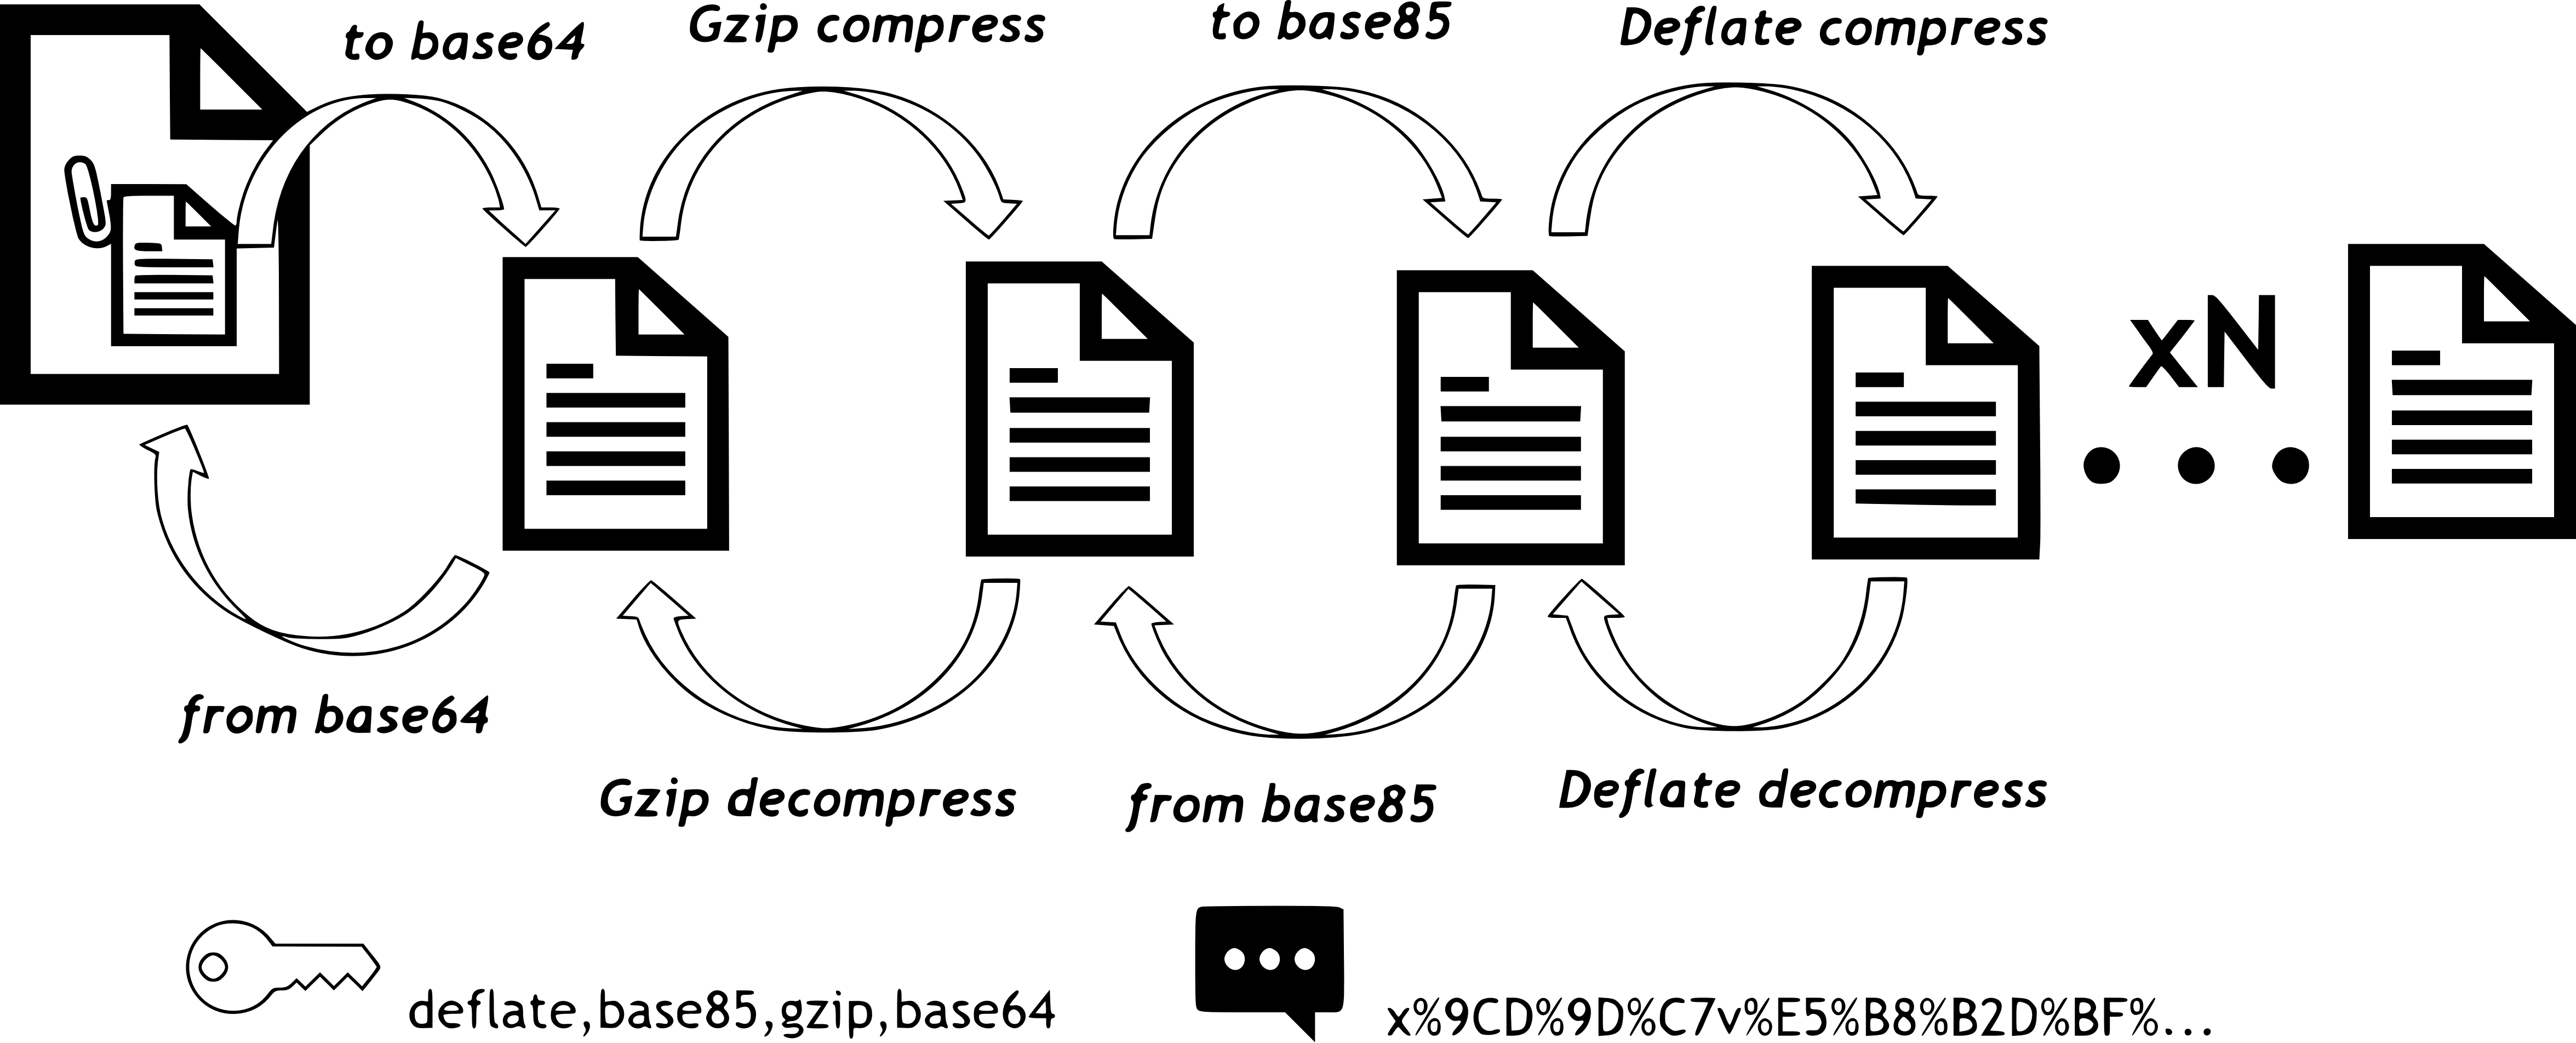 to base64
Gzip compress
to base85
Deflate compress
xN
from base64
Gzip decompress
from base85
Deflate decompress
deflate,base85,gzip,base64
x%9CD%9D%C7v%E5%B8%B2D%BF%...